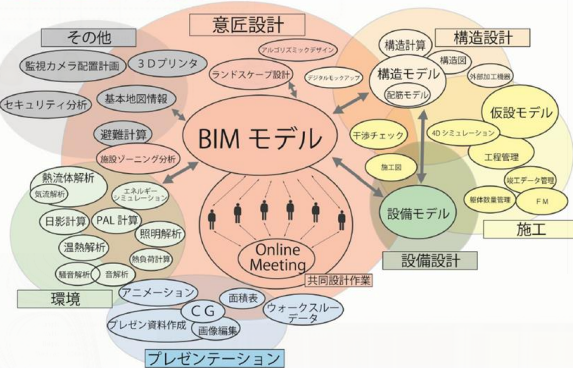 その他
監視カメラ配置計画
3Dプリンタ
セキュリティ分析
基本地図情報
避難計算
施設ゾーニング分析
意匠設計
アルゴリズミックデザイン
ランドスケープ設計
デジタルモックアップ
BIM モデル
Online
Meeting
共同設計作業
構造設計
構造計算
構造図
構造モデル
配筋モデル
外部加工機器
仮設モデル
干渉チェック
4Dシミュレーション
工程管理
施工図
竣工データ管理
躯体数量管理
FM
施工
設備モデル
設備設計
熱流体解析
気流解析
エネルギー
シミュレーション
日影計算
PAL 計算
照明解析
温熱解析
熱負荷計算
騒音解析
音解析
環境
アニメーション
CG
面積表
ウォークスルー
データ
プレゼン資料作成
画像編集
プレゼンテーション